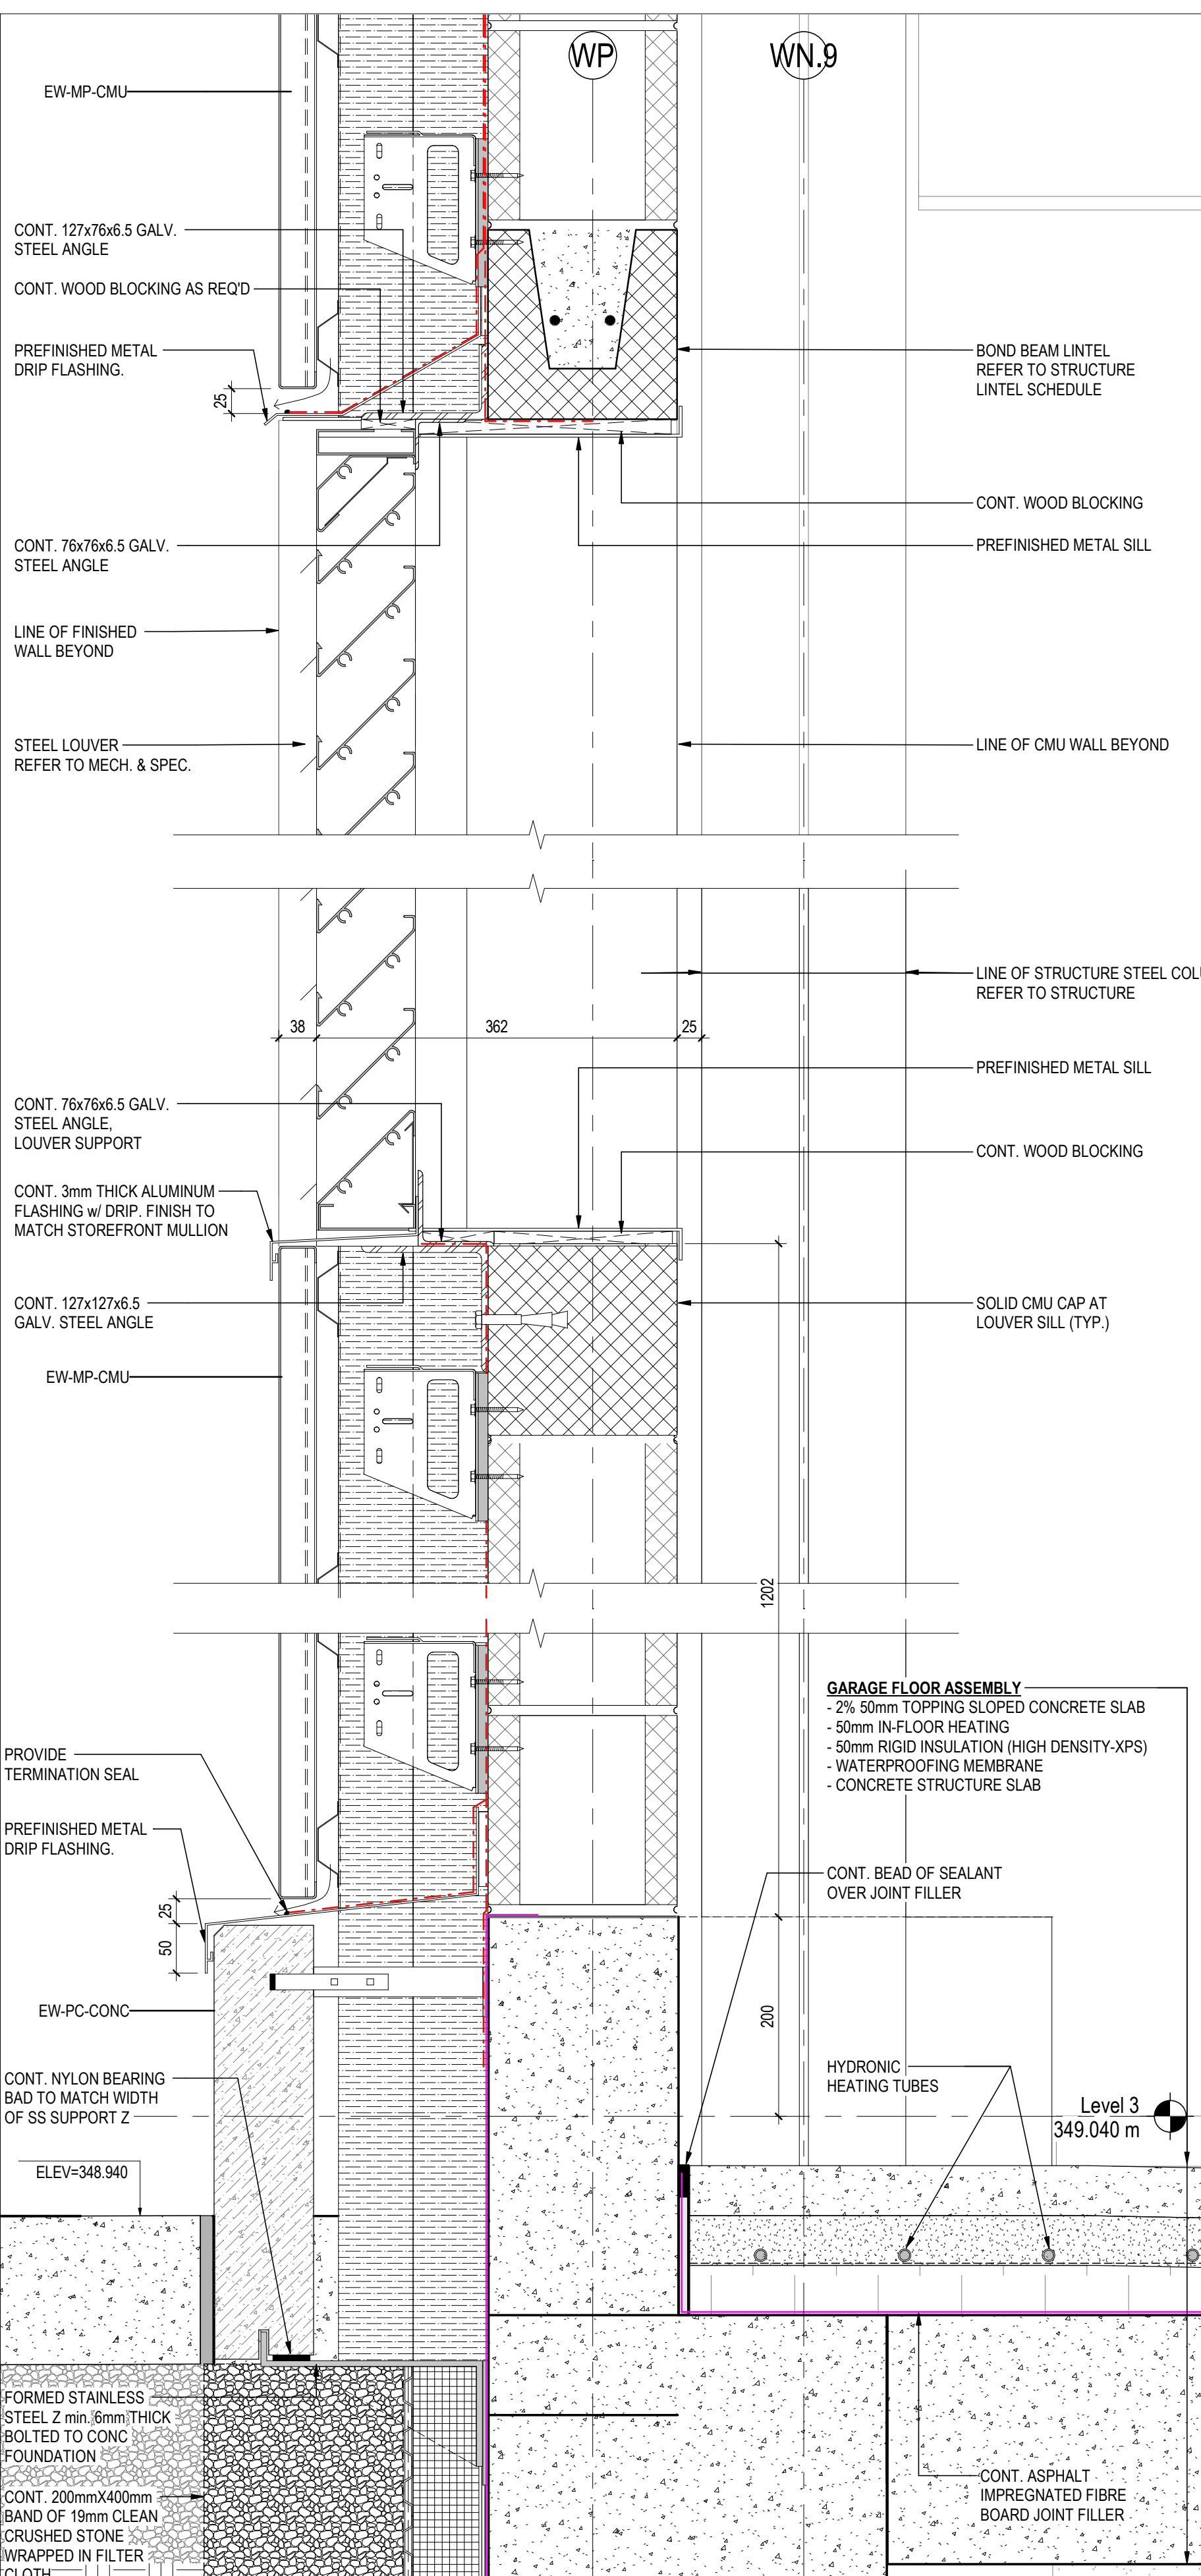 WP
WN.9
EW-MP-CMU
CONT. 127x76x6.5 GALV.
STEEL ANGLE
CONT. WOOD BLOCKING AS REQ'D
PREFINISHED METAL
DRIP FLASHING.
25
BOND BEAM LINTEL
REFER TO STRUCTURE
LINTEL SCHEDULE
CONT. WOOD BLOCKING
PREFINISHED METAL SILL
CONT. 76x76x6.5 GALV.
STEEL ANGLE
LINE OF FINISHED
WALL BEYOND
STEEL LOUVER
REFER TO MECH. & SPEC.
LINE OF CMU WALL BEYOND
LINE OF STRUCTURE STEEL
REFER TO STRUCTURE
38
362
25
PREFINISHED METAL SILL
CONT. 76x76x6.5 GALV.
STEEL ANGLE,
LOUVER SUPPORT
CONT. WOOD BLOCKING
CONT. 3mm THICK ALUMINUM
FLASHING w/ DRIP. FINISH TO
MATCH STOREFRONT MULLION
CONT. 127x127x6.5
GALV. STEEL ANGLE
SOLID CMU CAP AT
LOUVER SILL (TYP.)
EW-MP-CMU
1202
GARAGE FLOOR ASSEMBLY
- 2% 50mm TOPPING SLOPED CONCRETE SLAB
- 50mm IN-FLOOR HEATING
- 50mm RIGID INSULATION (HIGH DENSITY-XPS)
- WATERPROOFING MEMBRANE
- CONCRETE STRUCTURE SLAB
PROVIDE
TERMINATION SEAL
PREFINISHED METAL
DRIP FLASHING.
CONT. BEAD OF SEALANT
OVER JOINT FILLER
25
50
EW-PC-CONC
200
CONT. NYLON BEARING
BAD TO MATCH WIDTH
OF SS SUPPORT Z
HYDRONIC
HEATING TUBES
Level 3
349.040 m
ELEV=348.940
FORMED STAINLESS
STEEL Z min. 6mm THICK
BOLTED TO CONC
FOUNDATION
CONT. 200mmX400mm
BAND OF 19mm CLEAN
CRUSHED STONE
WRAPPED IN FILTER
CLOTH
CONT. ASPHALT
IMPREGNATED FIBRE
BOARD JOINT FILLER